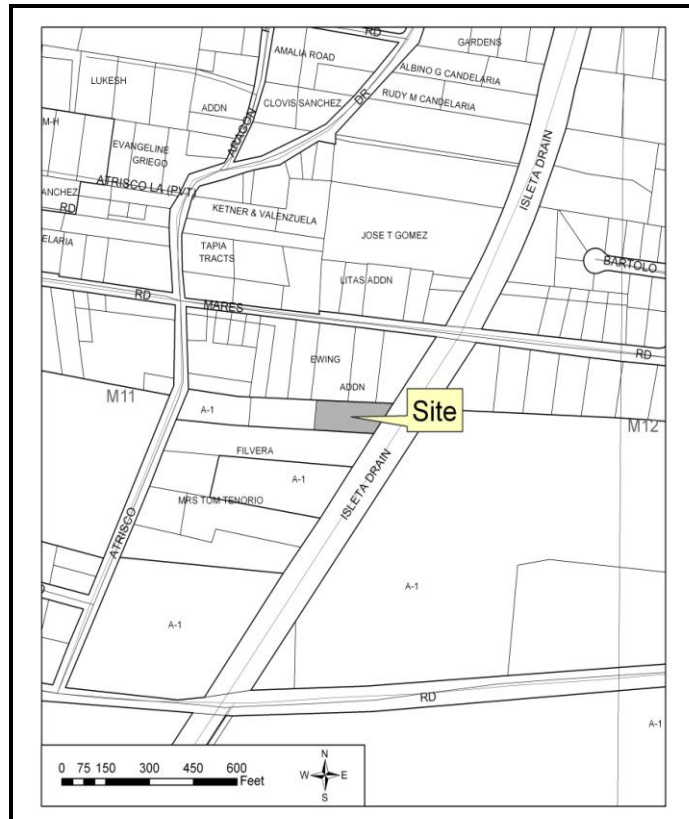 RD
GARDENS
AMALIA ROAD
ALBINO G CANDELARIA
LUKESH
RUDY M CANDELARIA
CLOVIS SANCHEZ
DR
ADDN
ISLETA DRAIN
M-H
ARAGON
EVANGELINE
GRIEGO
ATRISCO LA (PVT)
ANCHEZ
RD
KETNER & VALENZUELA
JOSE T GOMEZ
ELARIA
TAPIA
TRACTS
BARTOLO
LITAS ADDN
RD
MARES
RD
EWING
ADDN
M11
A-1
Site
M12
FILVERA
A-1
ISLETA DRAIN
MRS TOM TENORIO
ATRISCO
A-1
A-1
RD
A-1
0 75 150 300 450 600
Feet
N
W E
S